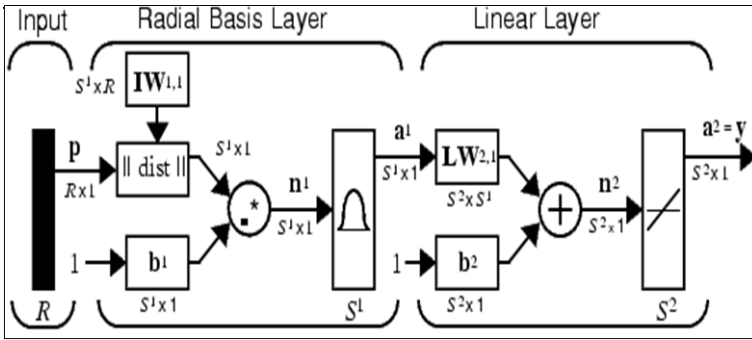 Input Radial Basis Layer Linear Layer
S¹xR IW1,1
p R x 1
|| dist ||
S¹x1
.*
n¹ S¹x1
1 b¹ S¹x1
a¹ S¹x1
LW2,1 S²xS¹
+
n² S²x1
1 b² S²x1
a² = y S²x1
R S¹ S²